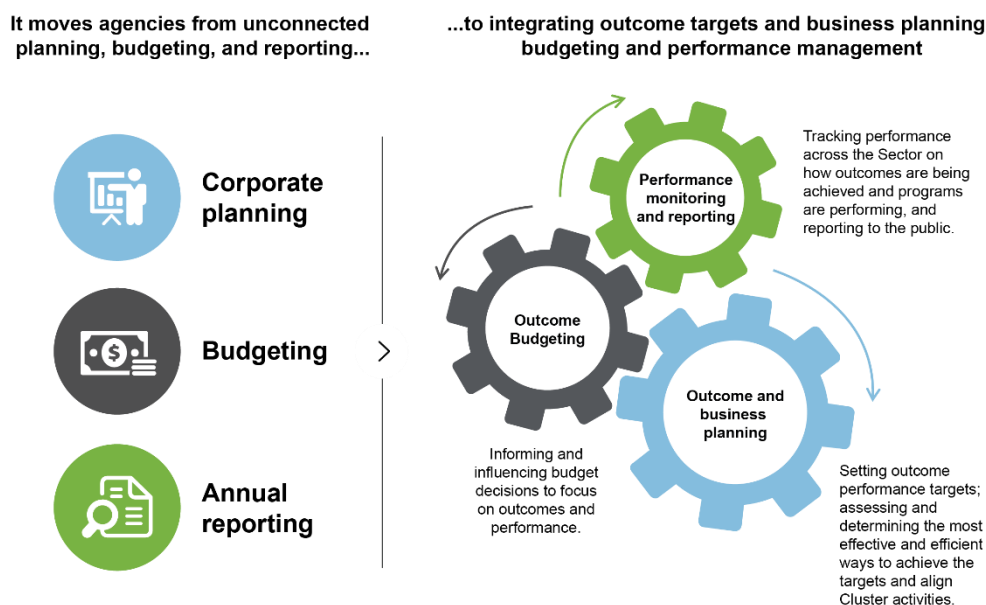 It moves agencies from unconnected
planning, budgeting, and reporting...
...to integrating outcome targets and business planning
budgeting and performance management
Corporate
planning
$
Budgeting
Annual
reporting
Performance
monitoring
and reporting
Tracking performance
across the Sector on
how outcomes are being
achieved and programs
are performing, and
reporting to the public.
Outcome
Budgeting
Informing and
influencing budget
decisions to focus
on outcomes and
performance.
Outcome and
business
planning
Setting outcome
performance targets;
assessing and
determining the most
effective and efficient
ways to achieve the
targets and align
Cluster activities.